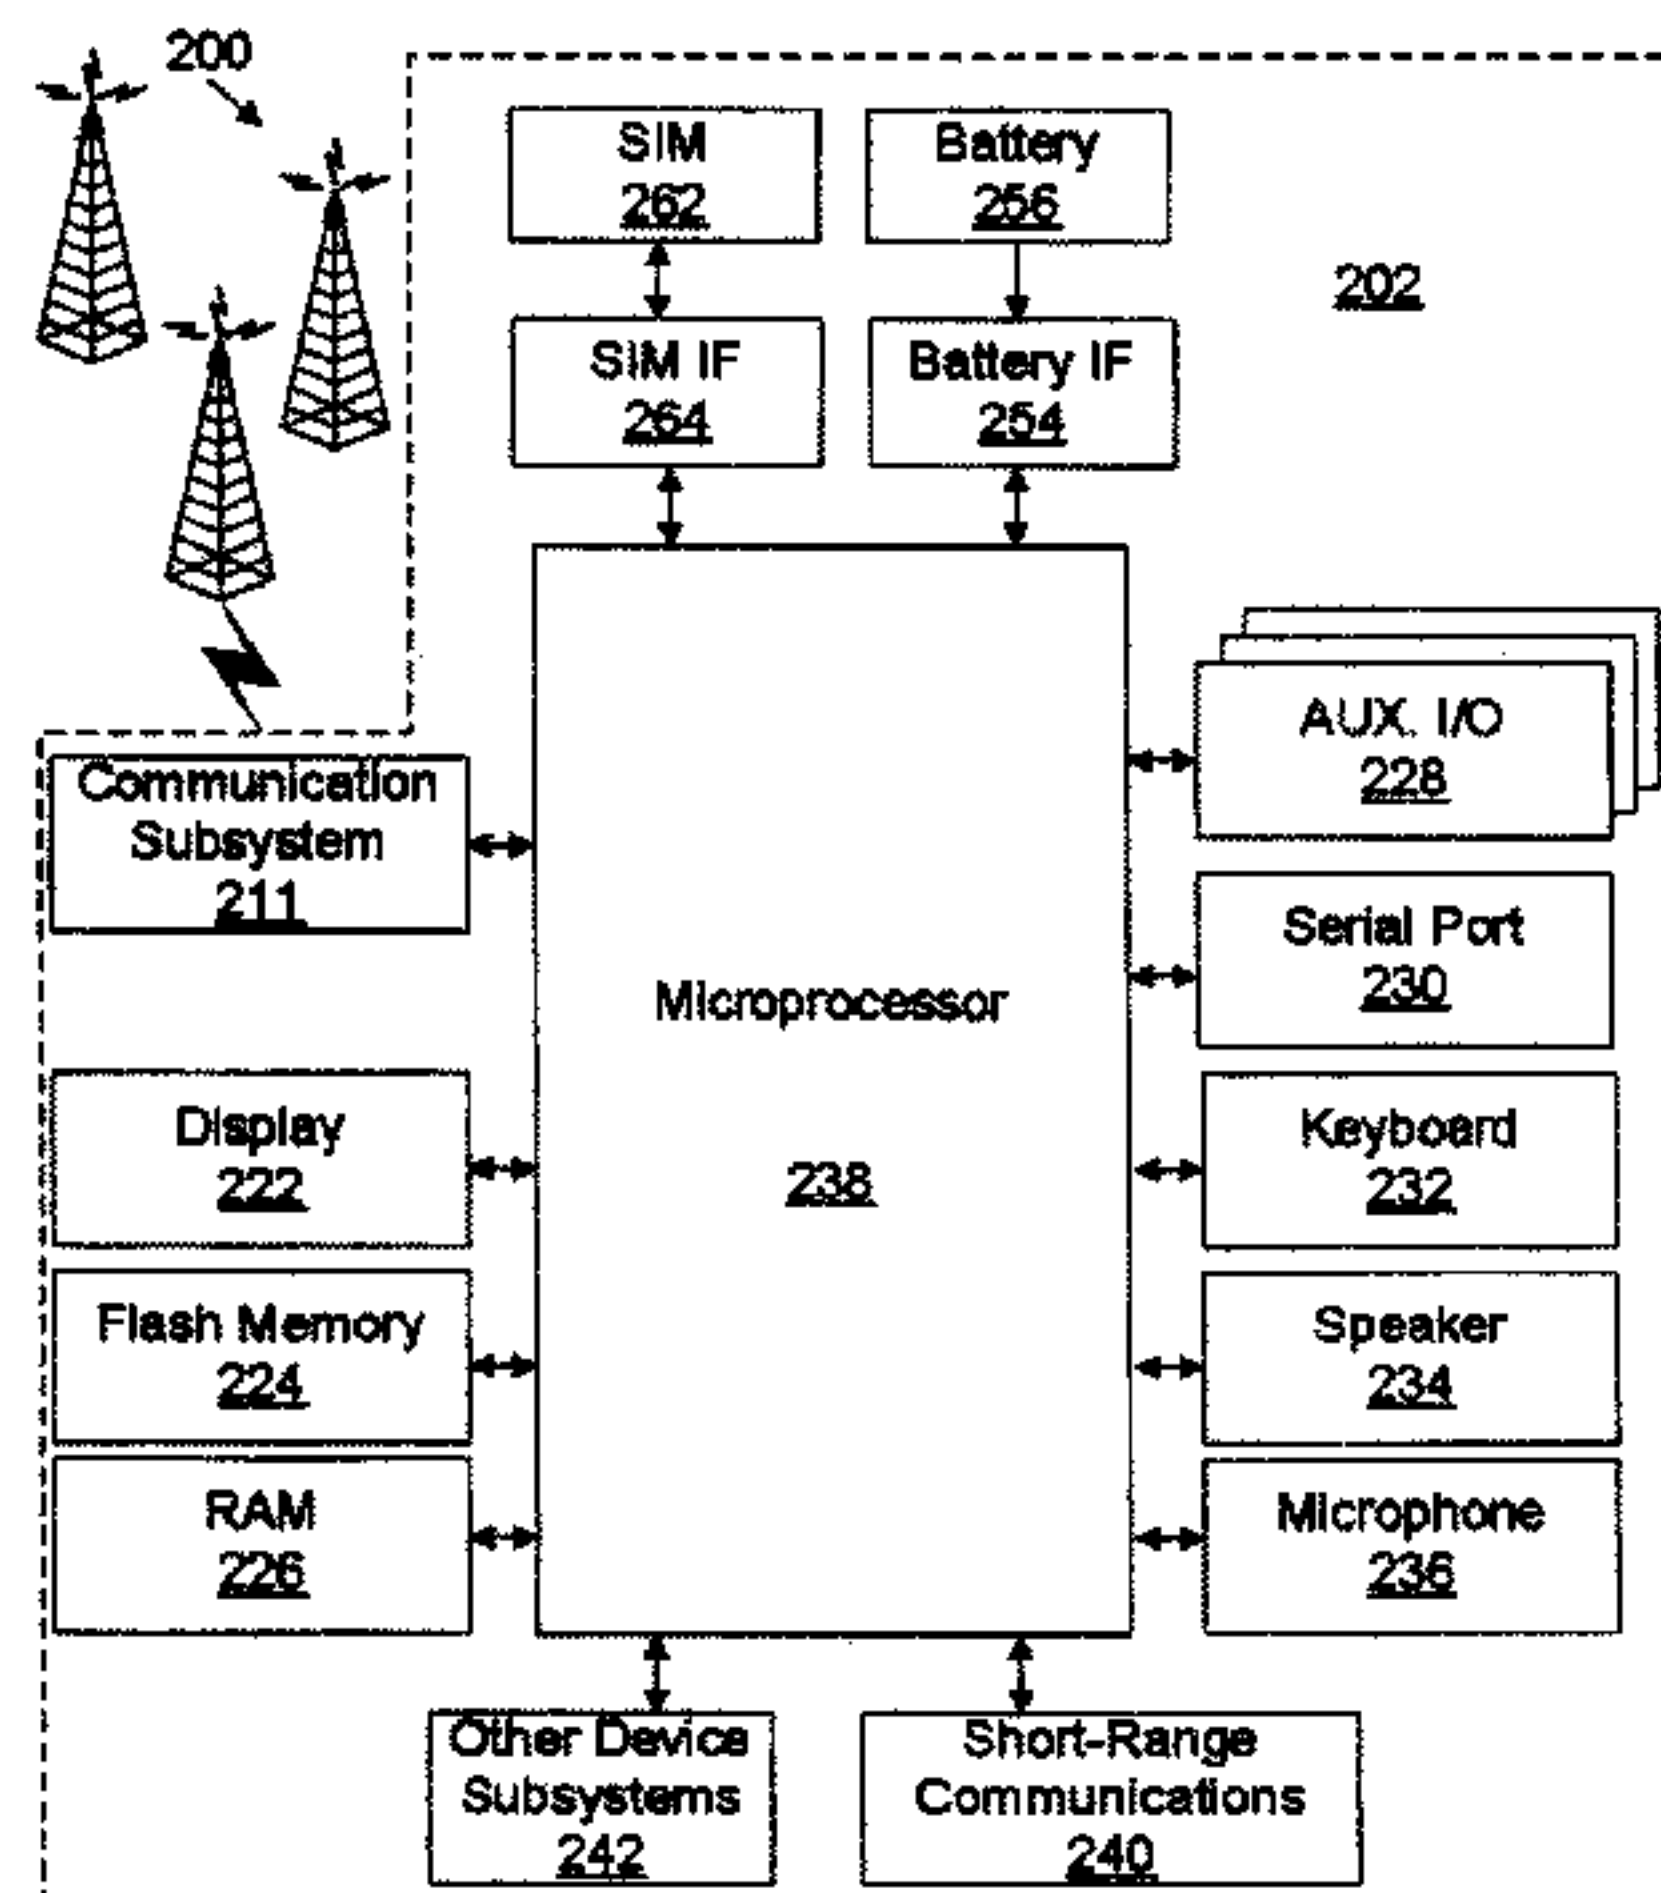 200
SIM
262
Battery
256
202
SIM IF
264
Battery IF
254
AUX. I/O
228
Communication
Subsystem
211
Serial Port
230
Microprocessor
238
Display
222
Keyboard
232
Flash Memory
224
Speaker
234
RAM
226
Microphone
236
Other Device
Subsystems
242
Short-Range
Communications
240